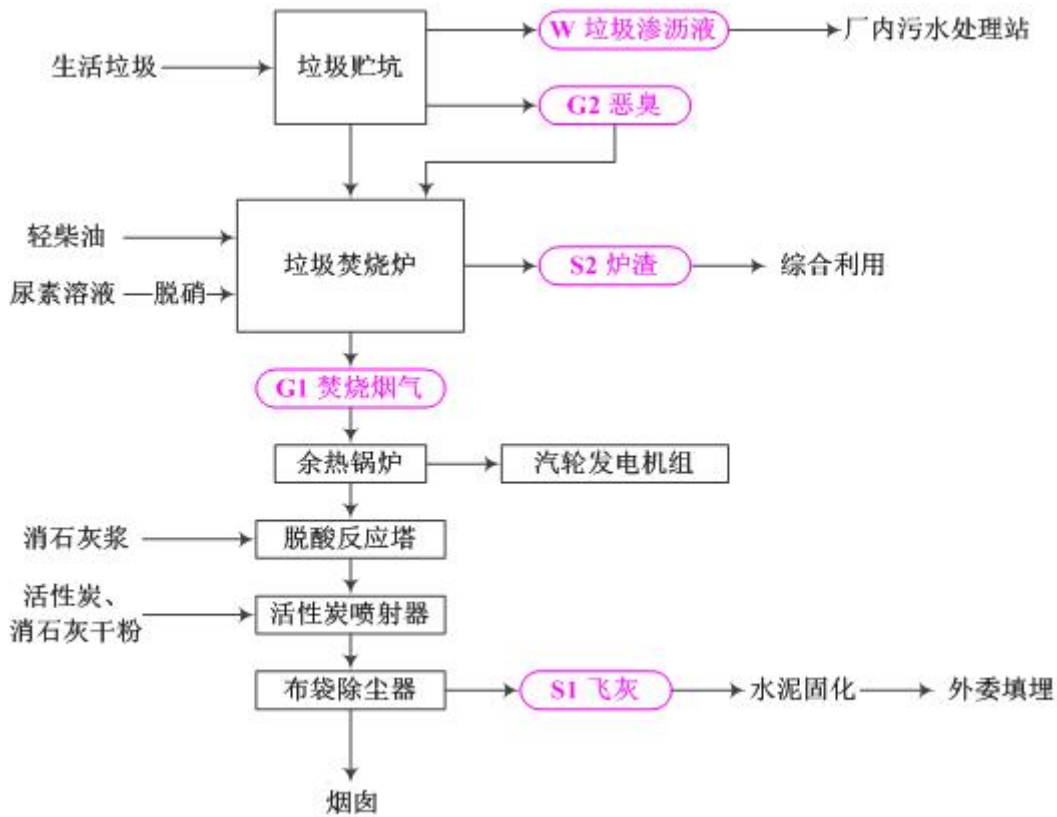 W 垃圾渗沥液
厂内污水处理站
生活垃圾
垃圾贮坑
G2 恶臭
轻柴油
垃圾焚烧炉
S2 炉渣
综合利用
尿素溶液
脱硝
G1 焚烧烟气
余热锅炉
汽轮发电机组
消石灰浆
脱酸反应塔
活性炭、
消石灰干粉
活性炭喷射器
布袋除尘器
S1 飞灰
水泥固化
外委填埋
烟囱